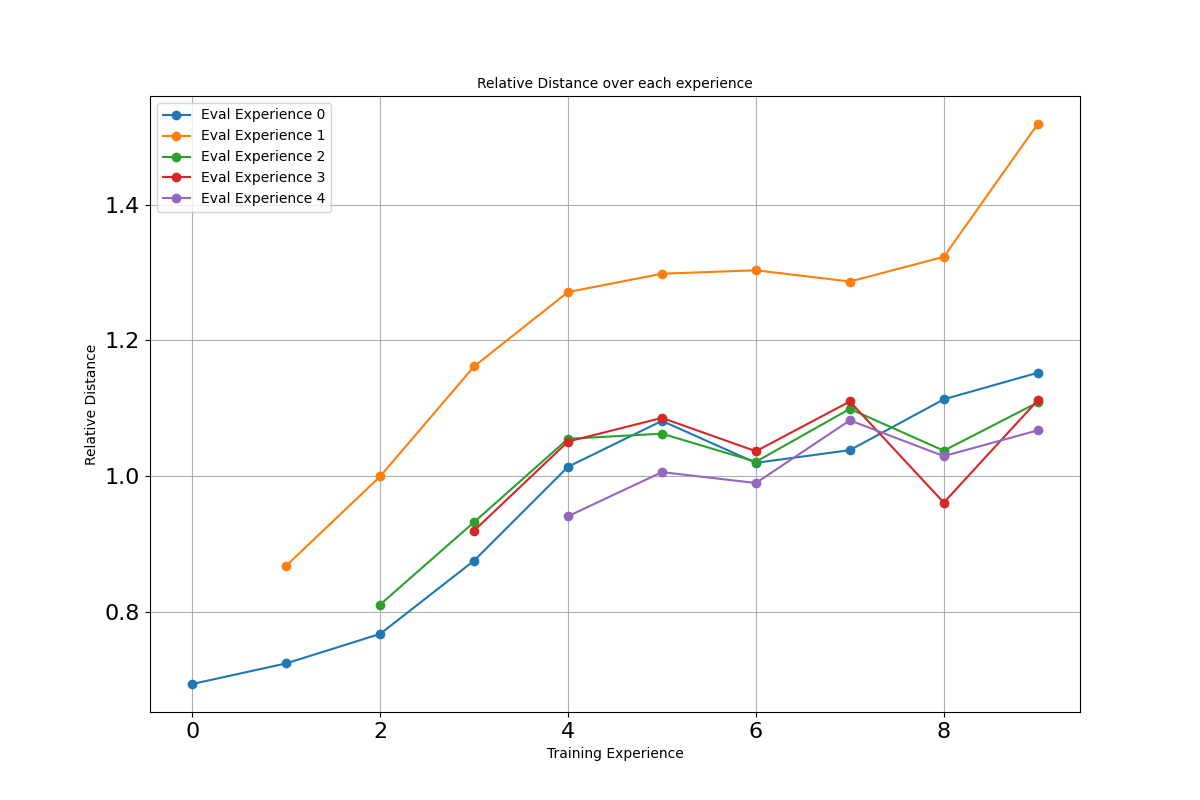 Relative Distance over each experience
Eval Experience 0
Eval Experience 1
Eval Experience 2
Eval Experience 3
Eval Experience 4
1.4
1.2
1.0
0.8
Relative Distance
0 2 4 6 8
Training Experience